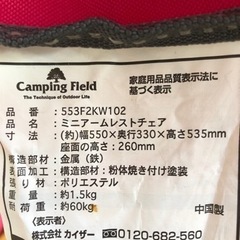 Camping Field
The Technique of Outdoor Life
家庭用品品質表示法に
基づく表示
品番：553F2KW102
品名：ミニアームレストチェア
寸法：(約)幅550×奥行330×高さ535mm
座面の高さ：260mm
構造部材：金属（鉄）
表面加工：構造部材：粉体焼き付け塗装
張り材：ポリエステル
重量：約1.5kg
耐荷重：約60kg
中国製
〈表示者〉
株式会社 カイザー
0120-682-560